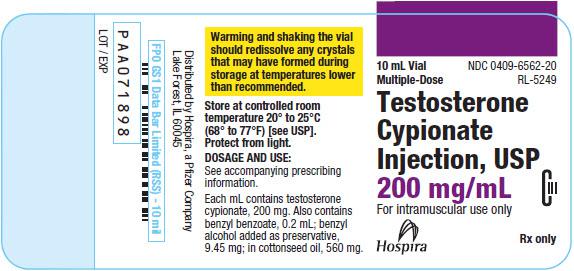 LOT / EXP
PAA071898
FPO GS1 Data Bar Limited (RSS) - 10 mil
Distributed by Hospira, a Pfizer Company
Lake Forest, IL 60045
Warming and shaking the vial
should redissolve any crystals
that may have formed during
storage at temperatures lower
than recommended.
Store at controlled room
temperature 20° to 25°C
(68° to 77°F) [see USP].
Protect from light.
DOSAGE AND USE:
See accompanying prescribing
information.
Each mL contains testosterone
cypionate, 200 mg. Also contains
benzyl benzoate, 0.2 mL; benzyl
alcohol added as preservative,
9.45 mg; in cottonseed oil, 560 mg.
10 mL Vial NDC 0409-6562-20
Multiple-Dose RL-5249
Testosterone
Cypionate
Injection, USP
200 mg/mL CIII
For intramuscular use only
Hospira Rx only